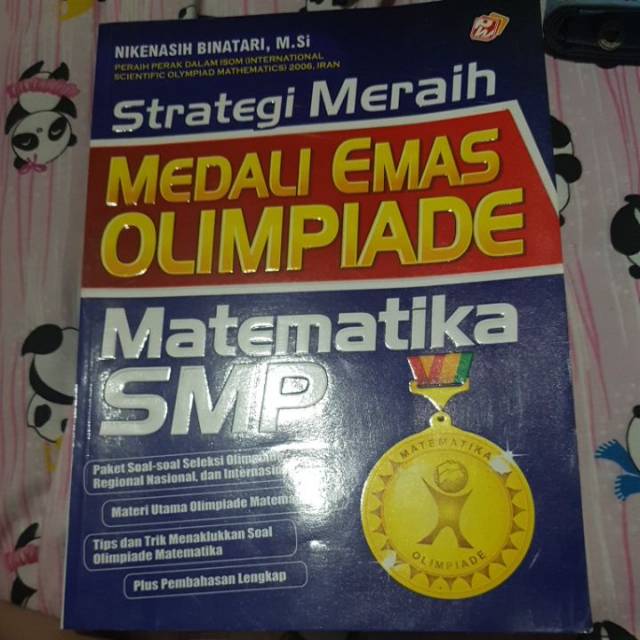 NIKENASIH BINATARI, M.Si
PERAIH PERAK DALAM ISOM (INTERNATIONAL
SCIENTIFIC OLYMPIAD MATHEMATICS) 2006, IRAN
Strategi Meraih
MEDALI EMAS
OLIMPIADE
Matematika
SMP
Paket Soal-soal Seleksi
Regional Nasional, dan
Materi Utama Olimpiade
Tips dan Trik Menaklukkan Soal
Olimpiade Matematika
Plus Pembahasan Lengkap
MATEMATIKA
OLIMPIADE